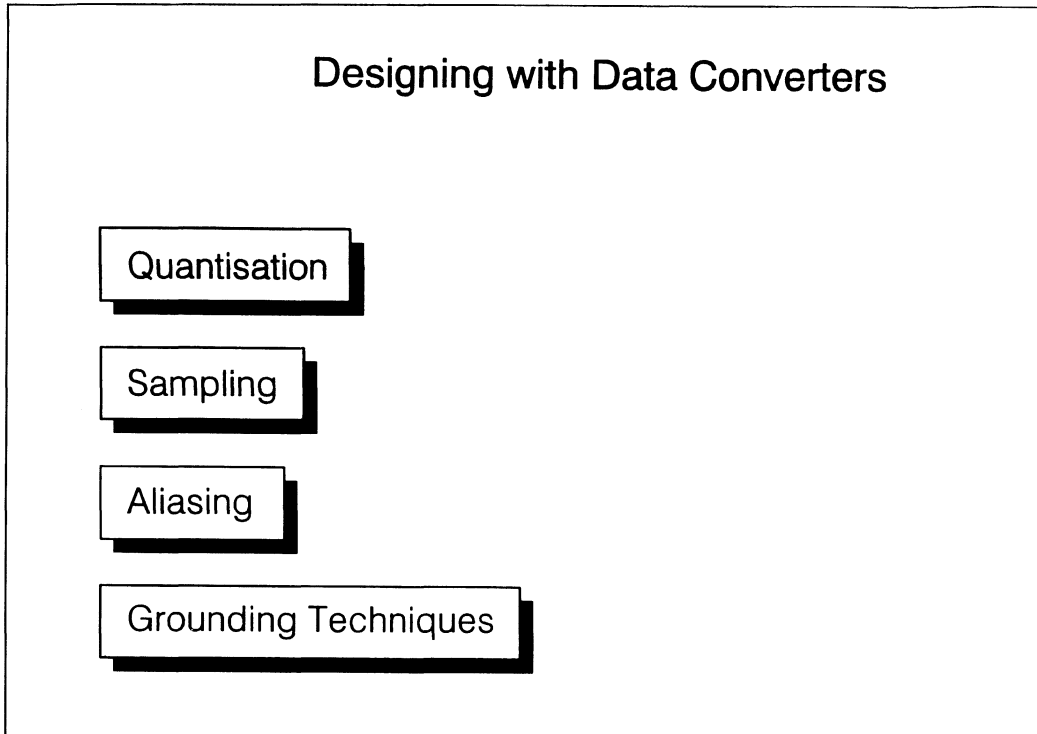 Designing with Data Converters
Quantisation
Sampling
Aliasing
Grounding Techniques